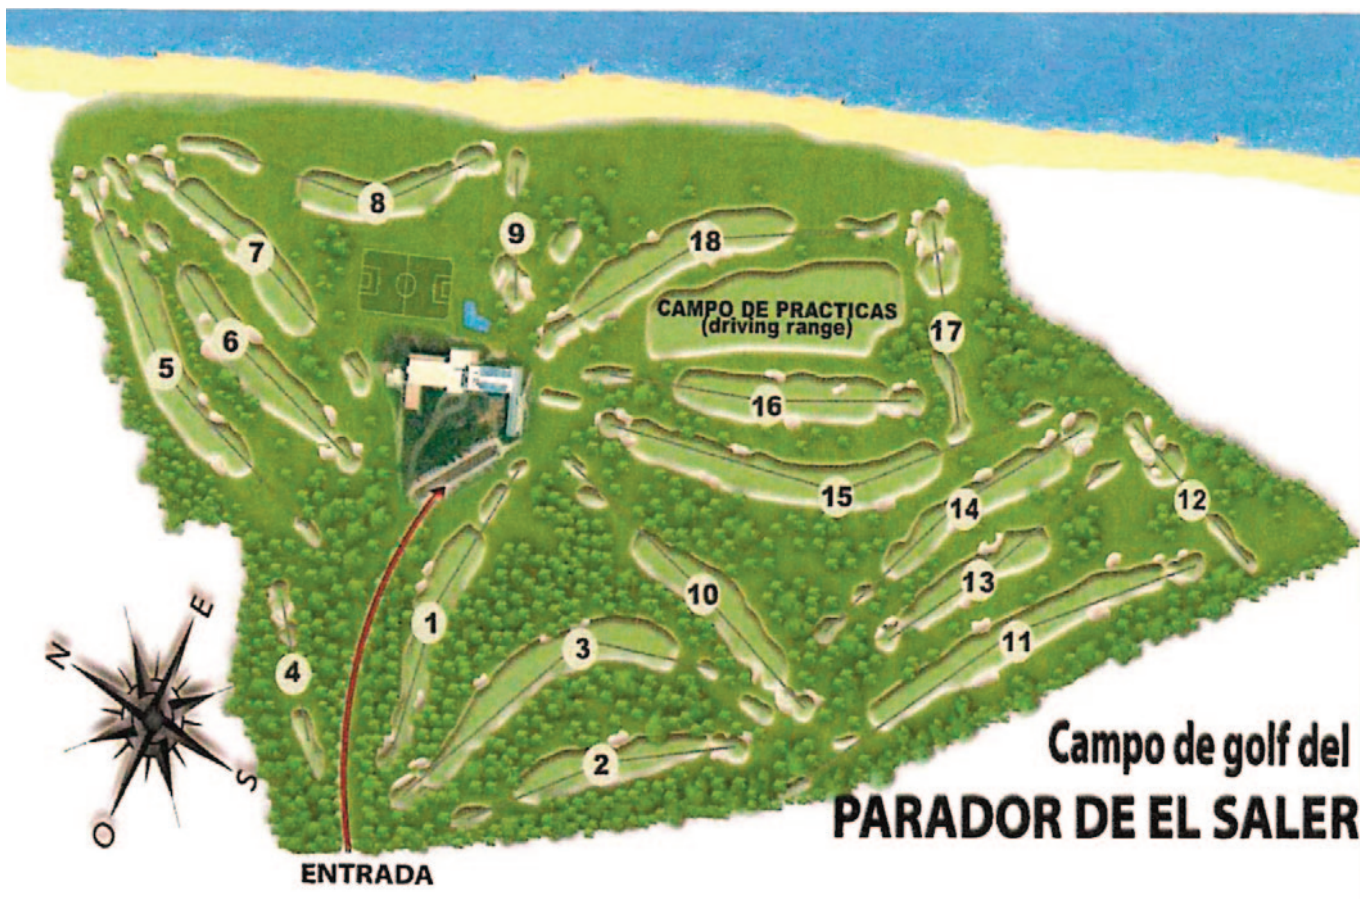 8
9
18
7
CAMPO DE PRACTICAS
(driving range)
17
6
5
16
15
14
12
13
10
1
3
11
4
2
N
E
S
O
Campo de golf del
PARADOR DE EL SALER
ENTRADA